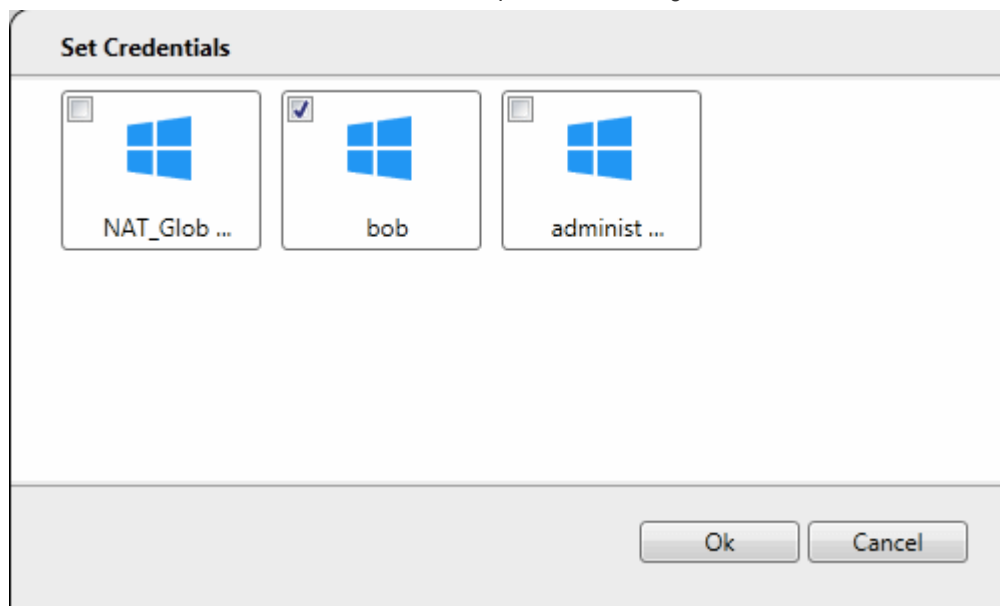 Set Credentials
NAT_Glob ...
bob
administ ...
Ok
Cancel